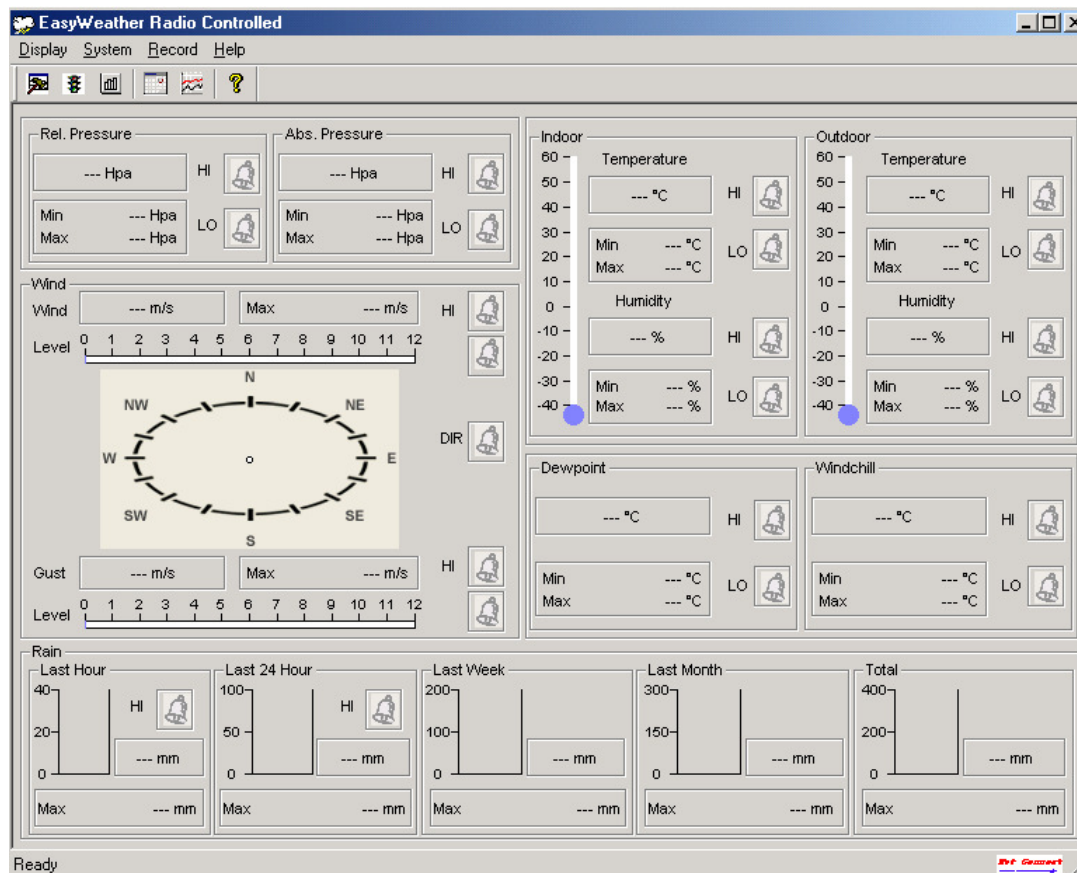 EasyWeather Radio Controlled
Display System Record Help
Rel. Pressure
--- Hpa
HI
Min --- Hpa
Max --- Hpa
LO
Abs. Pressure
--- Hpa
HI
Min --- Hpa
Max --- Hpa
LO
Wind
Wind --- m/s Max --- m/s HI
Level 0 1 2 3 4 5 6 7 8 9 10 11 12
N
NW NE
W E
SW SE
S
DIR
Gust --- m/s Max --- m/s HI
Level 0 1 2 3 4 5 6 7 8 9 10 11 12
Indoor
60
50
40
30
20
10
0
-10
-20
-30
-40
Temperature
--- °C
HI
Min --- °C
Max --- °C
LO
Humidity
--- %
HI
Min --- %
Max --- %
LO
Outdoor
60
50
40
30
20
10
0
-10
-20
-30
-40
Temperature
--- °C
HI
Min --- °C
Max --- °C
LO
Humidity
--- %
HI
Min --- %
Max --- %
LO
Dewpoint
--- °C
HI
Min --- °C
Max --- °C
LO
Windchill
--- °C
HI
Min --- °C
Max --- °C
LO
Rain
Last Hour
40
20
0
HI
--- mm
Max --- mm
Last 24 Hour
100
50
0
HI
--- mm
Max --- mm
Last Week
200
100
0
--- mm
Max --- mm
Last Month
300
150
0
--- mm
Max --- mm
Total
400
200
0
--- mm
Max --- mm
Ready